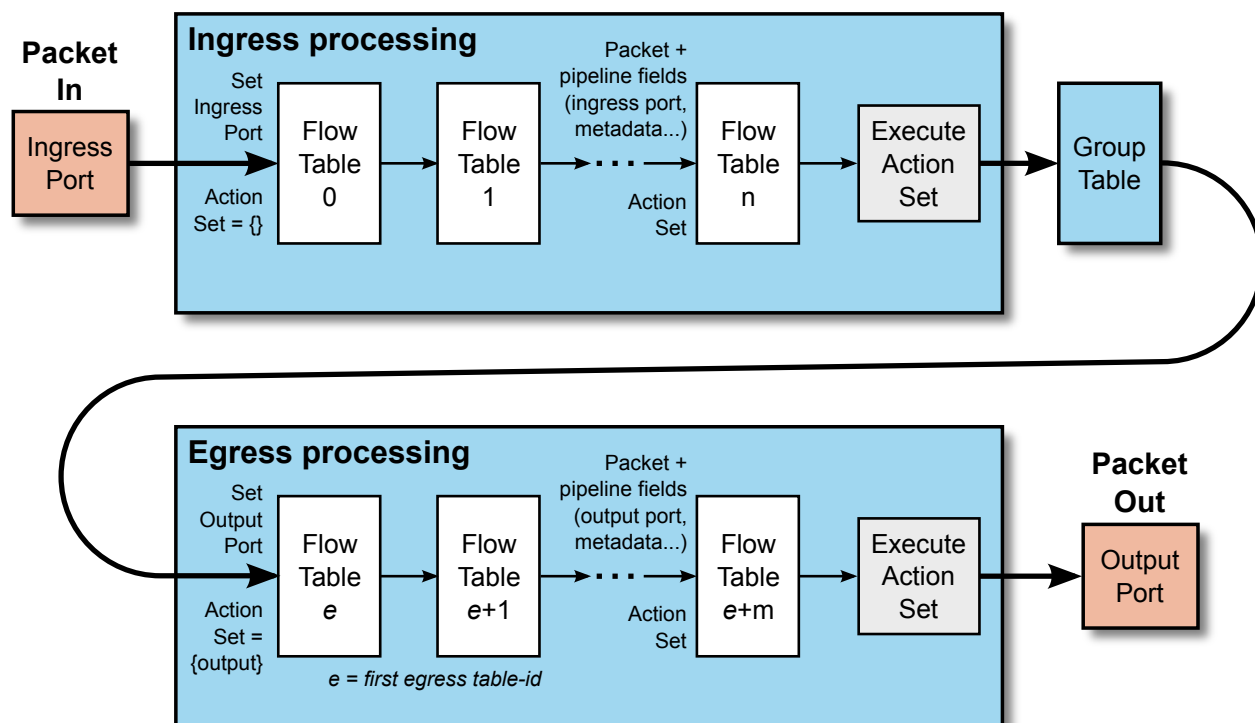 Packet
In
Ingress
Port
Ingress processing
Set
Ingress
Port
Action
Set = {}
Flow
Table
0
Flow
Table
1
Packet +
pipeline fields
(ingress port,
metadata...)
Action
Set
Flow
Table
n
Execute
Action
Set
Group
Table
Egress processing
Set
Output
Port
Action
Set =
{output}
Flow
Table
e
Flow
Table
e+1
e = first egress table-id
Packet +
pipeline fields
(output port,
metadata...)
Action
Set
Flow
Table
e+m
Execute
Action
Set
Packet
Out
Output
Port